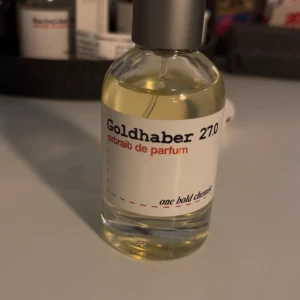 Goldhaber 27.0
extrait de parfum
one bold chemist